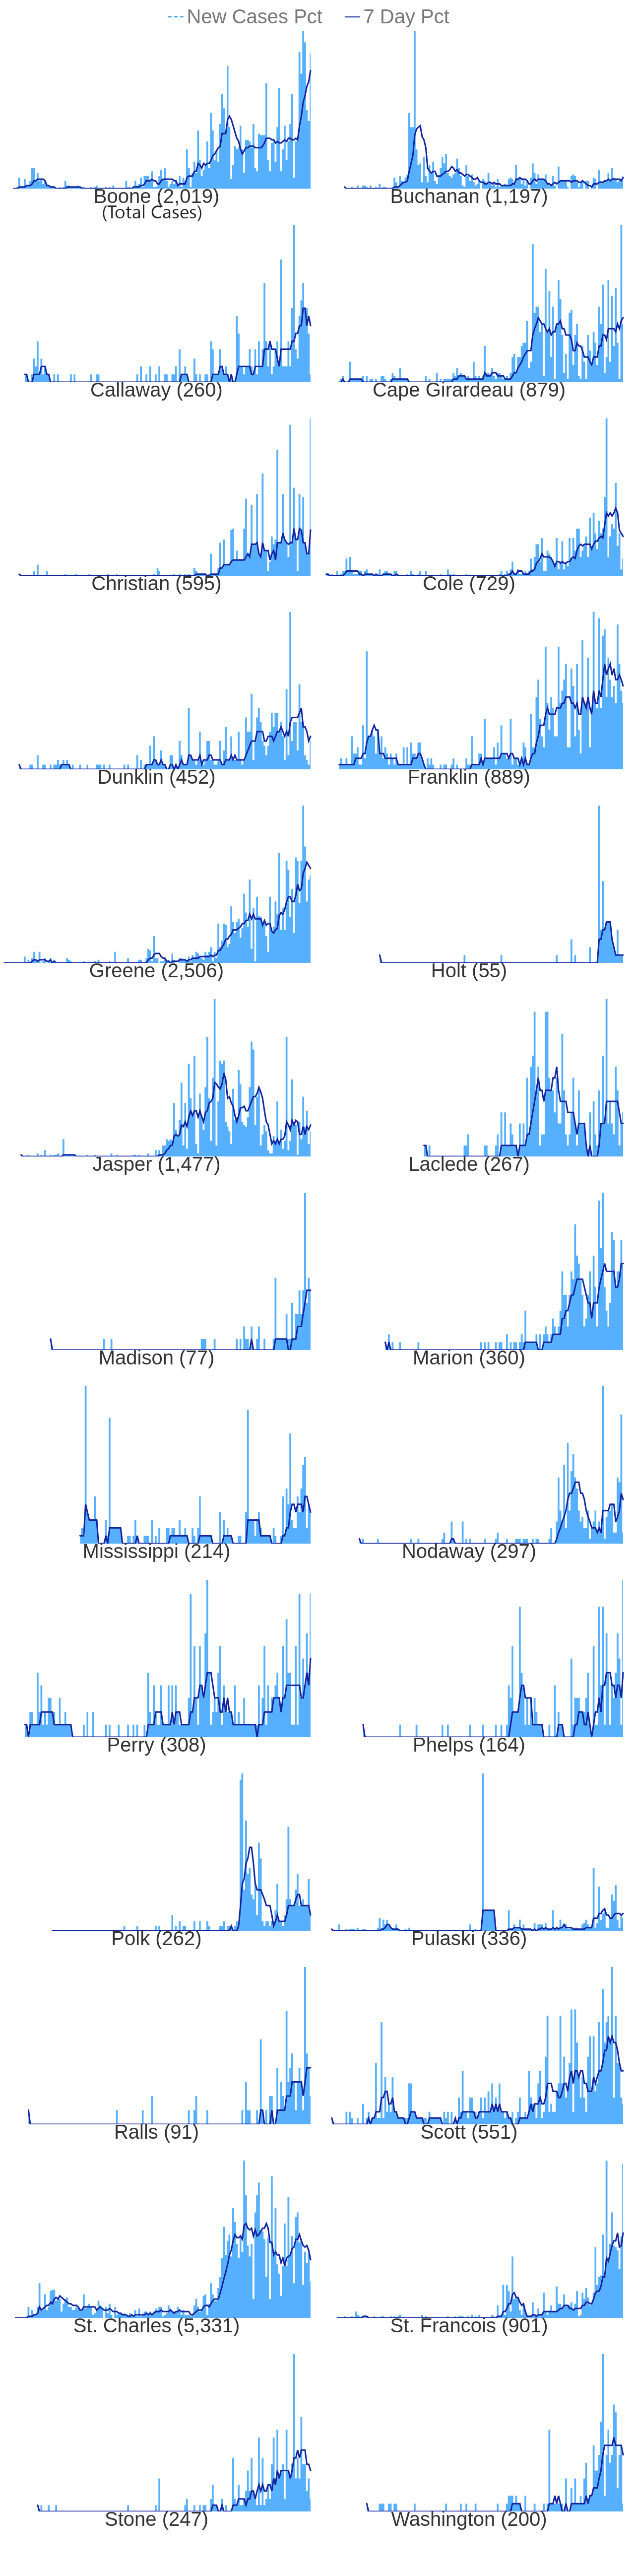 New Cases Pct 7 Day Pct
Boone (2,019) Buchanan (1,197)
(Total Cases)
Callaway (260) Cape Girardeau (879)
Christian (595) Cole (729)
Dunklin (452) Franklin (889)
Greene (2,506) Holt (55)
Jasper (1,477) Laclede (267)
Madison (77) Marion (360)
Mississippi (214) Nodaway (297)
Perry (308) Phelps (164)
Polk (262) Pulaski (336)
Ralls (91) Scott (551)
St. Charles (5,331) St. Francois (901)
Stone (247) Washington (200)